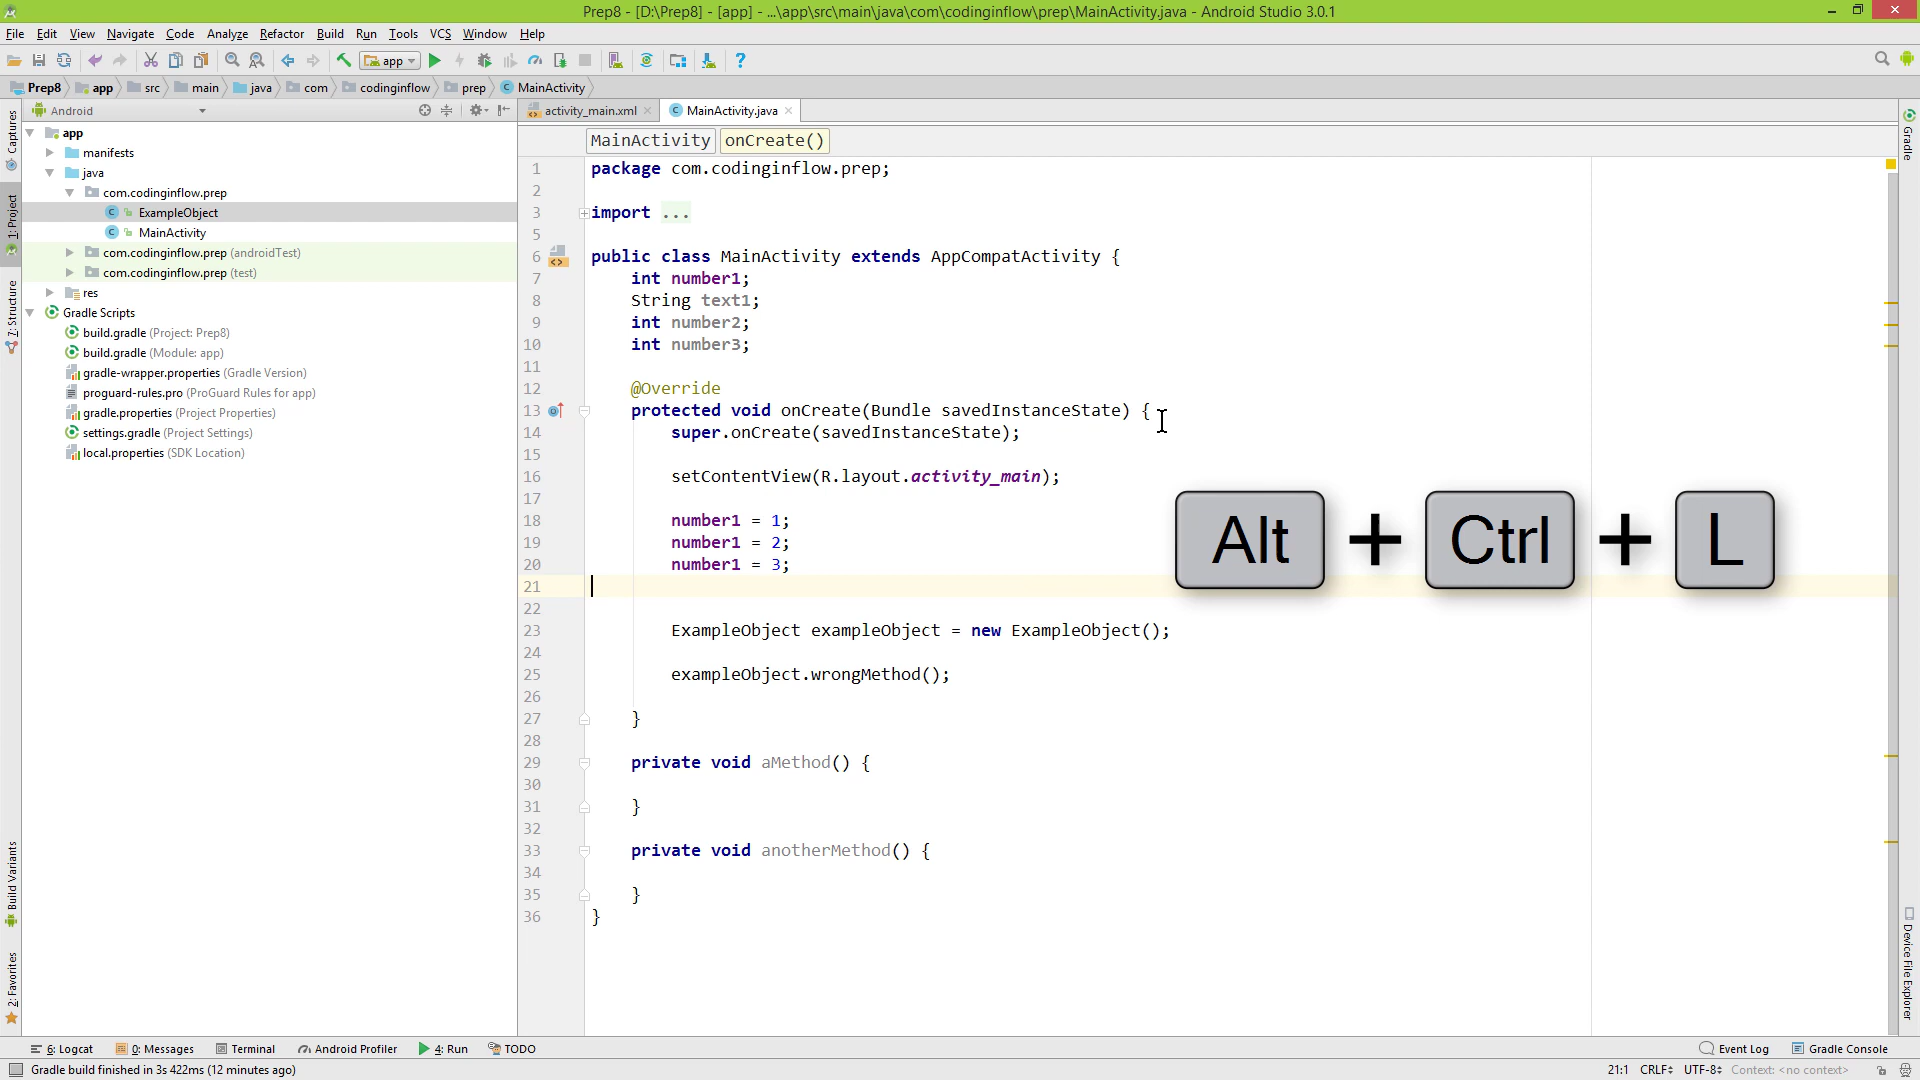 Prep8 - [D:\Prep8] - [app] - ...\app\src\main\java\com\codinginflow\prep\MainActivity.java - Android Studio 3.0.1
File Edit View Navigate Code Analyze Refactor Build Run Tools VCS Window Help
app
Prep8 app src main java com codinginflow prep MainActivity
Android
activity_main.xml MainActivity.java
MainActivity onCreate()
Captures
1: Project
7: Structure
Build Variants
2: Favorites
app
manifests
java
com.codinginflow.prep
ExampleObject
MainActivity
com.codinginflow.prep (androidTest)
com.codinginflow.prep (test)
res
Gradle Scripts
build.gradle (Project: Prep8)
build.gradle (Module: app)
gradle-wrapper.properties (Gradle Version)
proguard-rules.pro (ProGuard Rules for app)
gradle.properties (Project Properties)
settings.gradle (Project Settings)
local.properties (SDK Location)
1 package com.codinginflow.prep;
2
3 import ...
5
6 public class MainActivity extends AppCompatActivity {
7 int number1;
8 String text1;
9 int number2;
10 int number3;
11
12 @Override
13 protected void onCreate(Bundle savedInstanceState) {
14 super.onCreate(savedInstanceState);
15
16 setContentView(R.layout.activity_main);
17
18 number1 = 1;
19 number1 = 2;
20 number1 = 3;
21
22
23 ExampleObject exampleObject = new ExampleObject();
24
25 exampleObject.wrongMethod();
26
27 }
28
29 private void aMethod() {
30
31 }
32
33 private void anotherMethod() {
34
35 }
36 }
Alt + Ctrl + L
Gradle
Device File Explorer
6: Logcat 0: Messages Terminal Android Profiler 4: Run TODO Event Log Gradle Console
Gradle build finished in 3s 422ms (12 minutes ago) 21:1 CRLF UTF-8 Context: <no context>